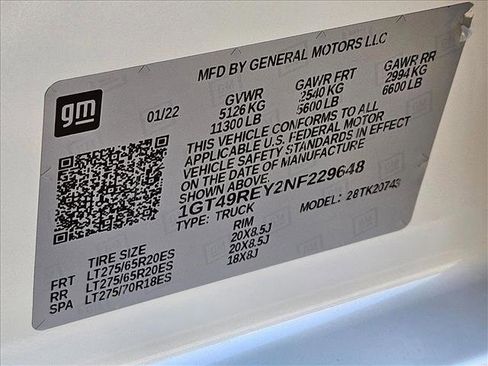 MFD BY GENERAL MOTORS LLC
gm
01/22 GVWR GAWR FRT GAWR RR
5126 KG 2540 KG 2994 KG
11300 LB 5600 LB 6600 LB
THIS VEHICLE CONFORMS TO ALL
APPLICABLE U.S. FEDERAL MOTOR
VEHICLE SAFETY STANDARDS IN EFFECT
ON THE DATE OF MANUFACTURE
SHOWN ABOVE.
1GT49REY2NF229648
TYPE: TRUCK MODEL: 28TK20743
TIRE SIZE RIM
FRT LT275/65R20ES 20X8.5J
RR LT275/65R20ES 20X8.5J
SPA LT275/70R18ES 18X8J